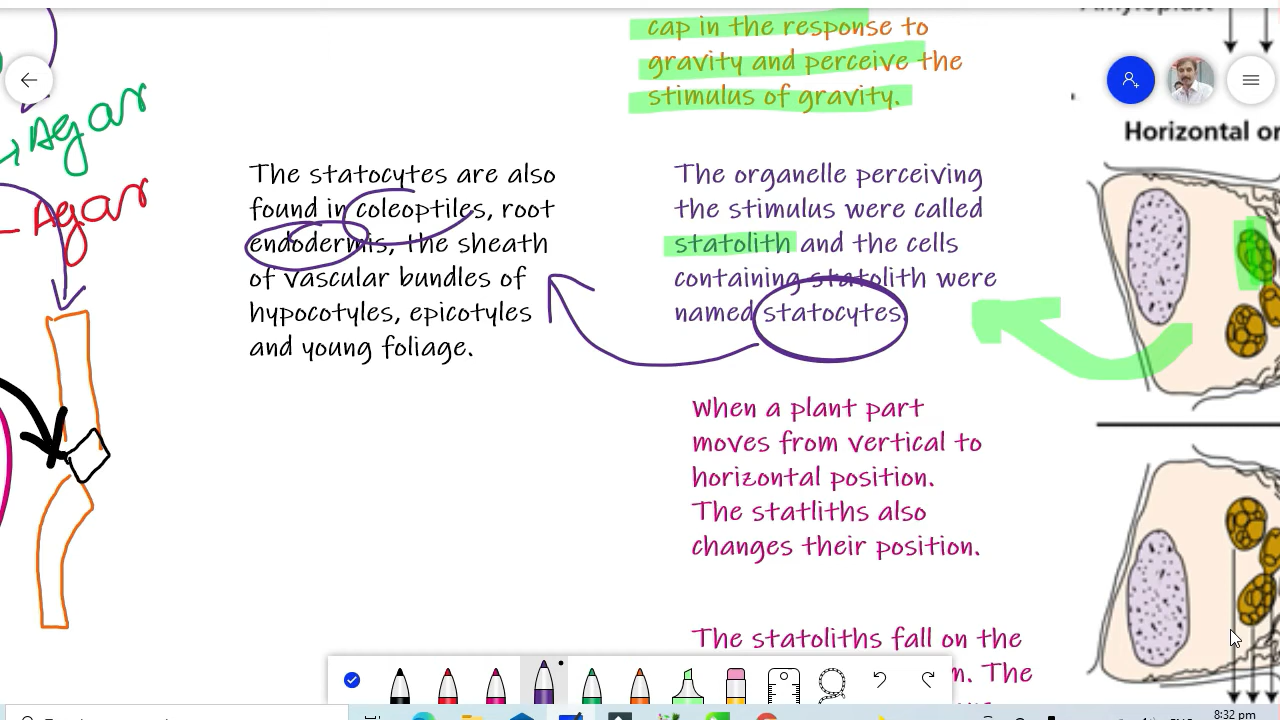 cap in the response to
gravity and perceive the
stimulus of gravity.
Agar
Agar
Horizontal or
The statocytes are also
found in coleoptiles, root
endodermis, the sheath
of vascular bundles of
hypocotyles, epicotyles
and young foliage.
The organelle perceiving
the stimulus were called
statolith and the cells
containing statolith were
named statocytes.
When a plant part
moves from vertical to
horizontal position.
The statliths also
changes their position.
The statoliths fall on the
n. The
8:32 pm